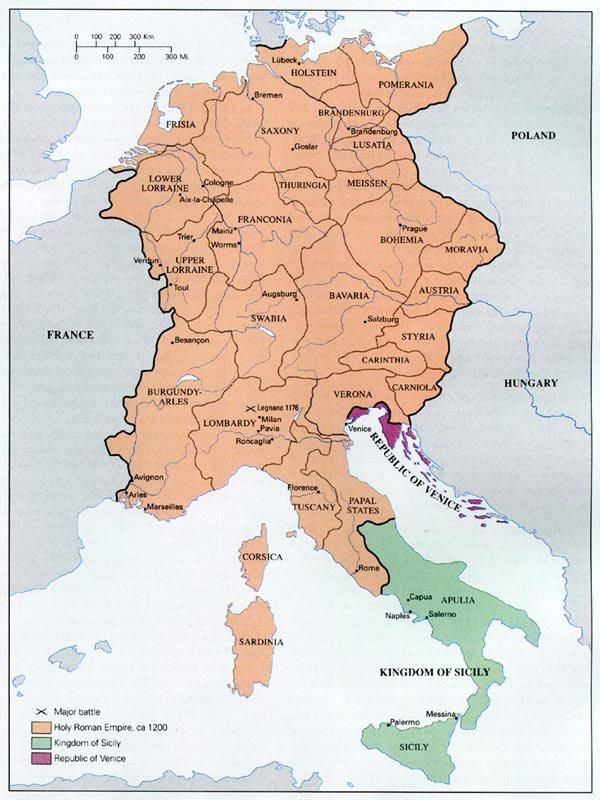 0 100 200 300 Km.
0 100 200 300 Mi.
Lübeck
HOLSTEIN
POMERANIA
Bremen
BRANDENBURG
FRISIA
SAXONY
Brandenburg
LUSATIA
POLAND
Goslar
LOWER
LORRAINE
Cologne
Aix-la-Chapelle
THURINGIA
MEISSEN
FRANCONIA
Mainz
Trier
Worms
Prague
BOHEMIA
MORAVIA
Verdun
UPPER
LORRAINE
Toul
Augsburg
BAVARIA
AUSTRIA
SWABIA
Salzburg
FRANCE
STYRIA
Besançon
CARINTHIA
HUNGARY
BURGUNDY-
ARLES
VERONA
CARNIOLA
Legnano 1176
LOMBARDY
Milan
Pavia
Roncaglia
Venice
REPUBLIC OF VENICE
Avignon
Arles
Marseilles
Florence
TUSCANY
PAPAL
STATES
CORSICA
Rome
Capua
APULIA
Naples
Salerno
SARDINIA
KINGDOM OF SICILY
Messina
Palermo
SICILY
Major battle
Holy Roman Empire, ca 1200
Kingdom of Sicily
Republic of Venice